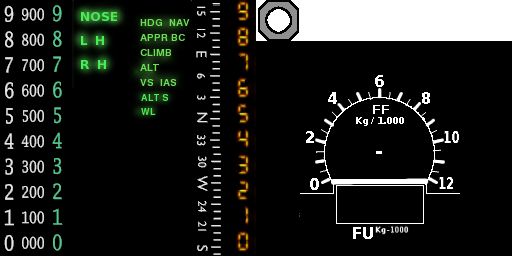 9 900 9
8 800 8
7 700 7
6 600 6
5 500 5
4 400 4
3 300 3
2 200 2
1 100 1
0 000 0
NOSE
L H
R H
HDG NAV
APPR BC
CLIMB
ALT
VS IAS
ALT S
WL
15
12
E
6
3
N
33
30
W
24
21
S
9
8
7
6
5
4
3
2
1
0
6
4 8
FF
Kg / 1.000
2 10
-
0 12
FU Kg-1000